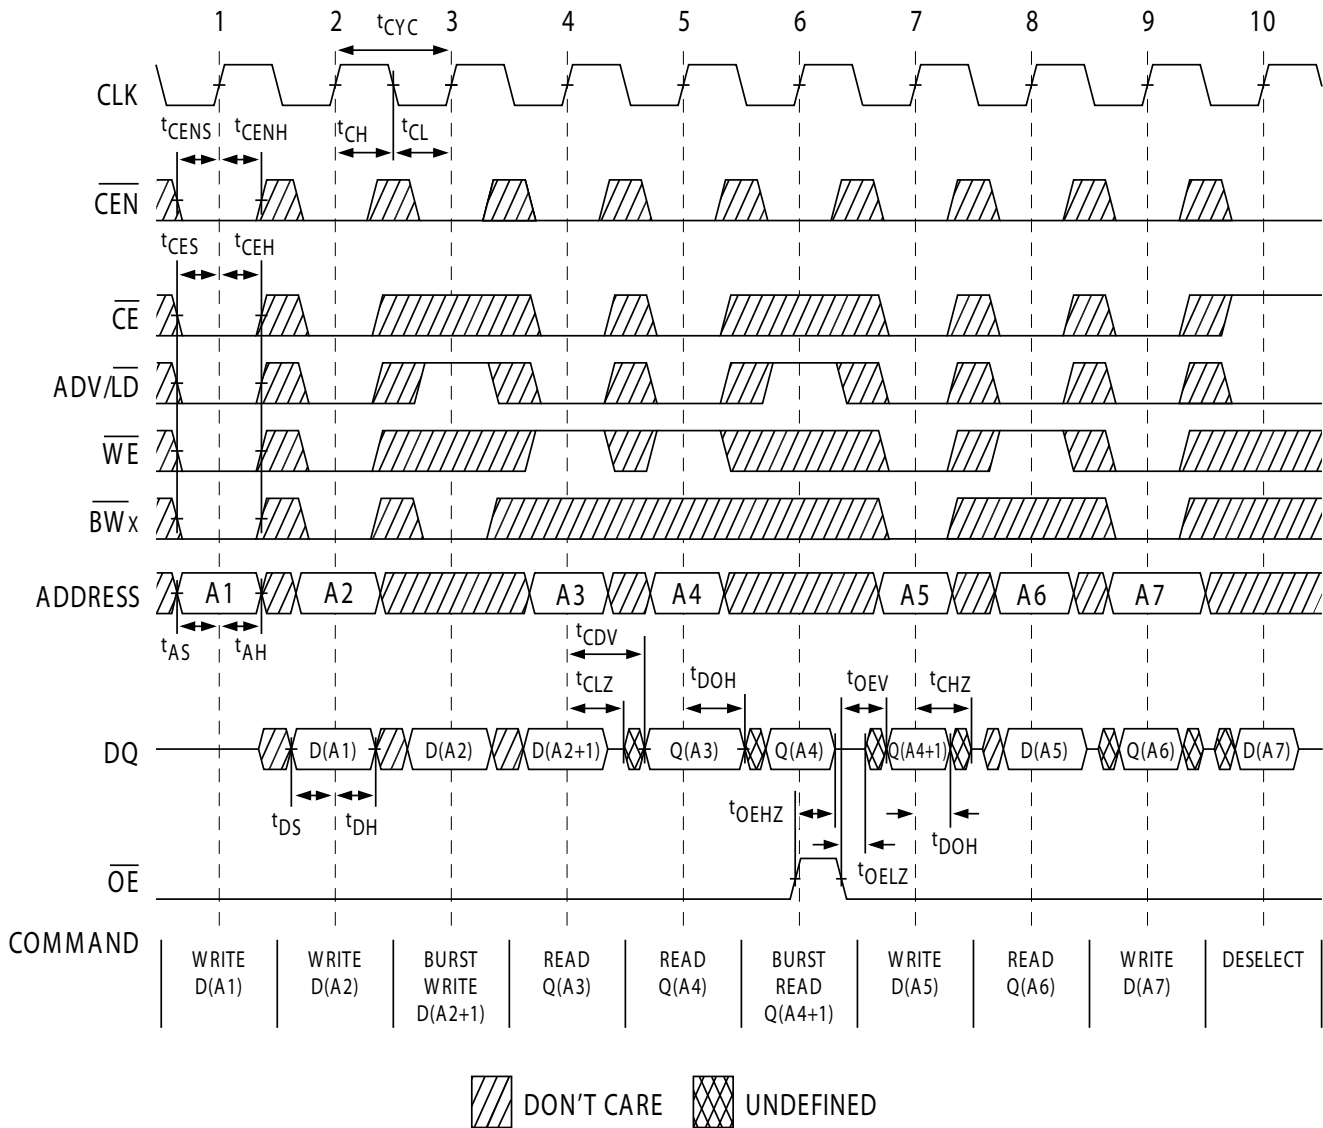 1 2 tCYC 3 4 5 6 7 8 9 10
CLK
tCENS tCENH tCH tCL
CEN
tCES tCEH
CE
ADV/LD
WE
BWx
ADDRESS A1 A2 A3 A4 A5 A6 A7
tAS tAH tCDV
tCLZ tDOH tOEV tCHZ
DQ D(A1) D(A2) D(A2+1) Q(A3) Q(A4) Q(A4+1) D(A5) Q(A6) D(A7)
tDS tDH tOEHZ tDOH
tOELZ
OE
COMMAND
WRITE WRITE BURST READ READ BURST WRITE READ WRITE DESELECT
D(A1) D(A2) WRITE Q(A3) Q(A4) READ D(A5) Q(A6) D(A7)
D(A2+1) Q(A4+1)
DON'T CARE UNDEFINED